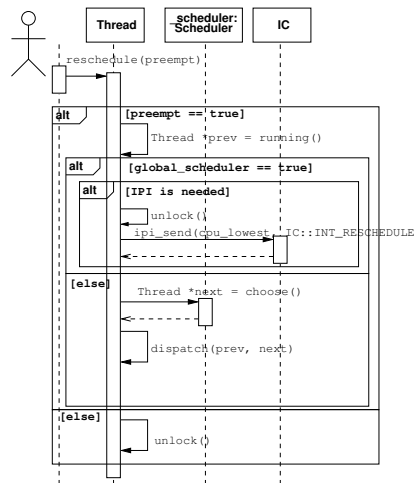 Thread
_scheduler:
Scheduler
IC
reschedule(preempt)
alt
[preempt == true]
Thread *prev = running()
alt
[global_scheduler == true]
alt
[IPI is needed]
unlock()
ipi_send(cpu_lowest, IC::INT_RESCHEDULE
[else]
Thread *next = choose()
dispatch(prev, next)
[else]
unlock()